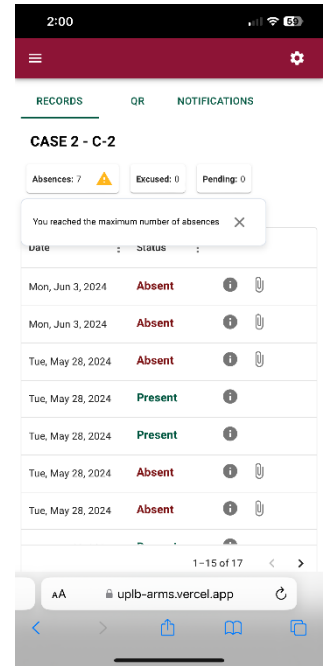 2:00
59
RECORDS QR NOTIFICATIONS
CASE 2 - C-2
Absences: 7 Excused: 0 Pending: 0
You reached the maximum number of absences
Date Status
Mon, Jun 3, 2024 Absent
Mon, Jun 3, 2024 Absent
Tue, May 28, 2024 Absent
Tue, May 28, 2024 Present
Tue, May 28, 2024 Present
Tue, May 28, 2024 Absent
Tue, May 28, 2024 Absent
1–15 of 17
AA uplb-arms.vercel.app